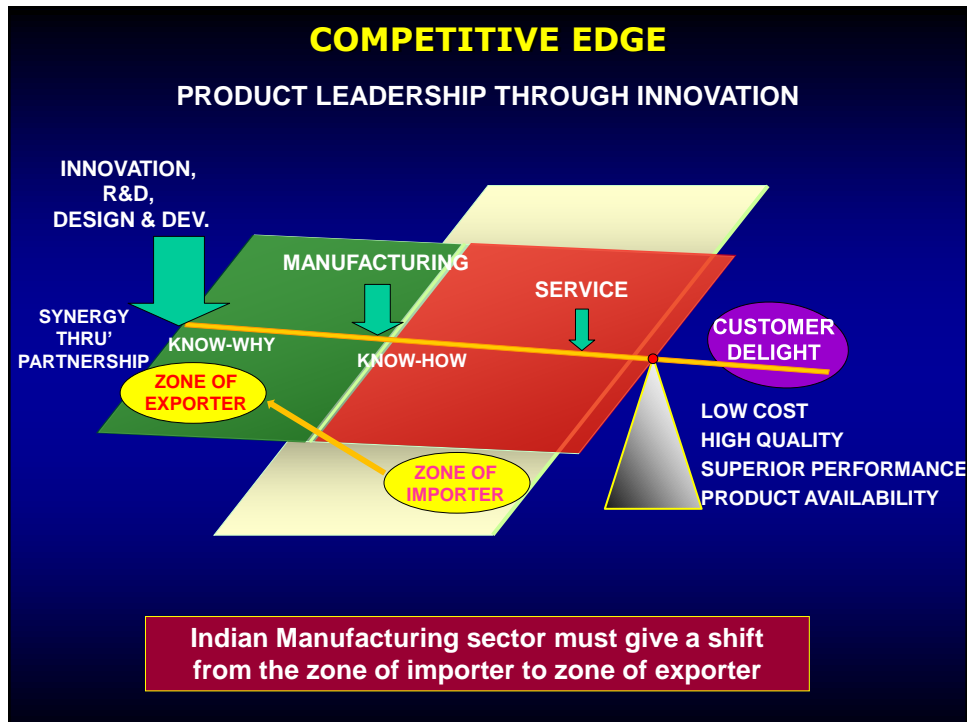 COMPETITIVE EDGE
PRODUCT LEADERSHIP THROUGH INNOVATION
INNOVATION,
R&D,
DESIGN & DEV.
MANUFACTURING
SERVICE
SYNERGY
THRU'
PARTNERSHIP
KNOW-WHY
KNOW-HOW
CUSTOMER
DELIGHT
ZONE OF
EXPORTER
ZONE OF
IMPORTER
LOW COST
HIGH QUALITY
SUPERIOR PERFORMANCE
PRODUCT AVAILABILITY
Indian Manufacturing sector must give a shift
from the zone of importer to zone of exporter